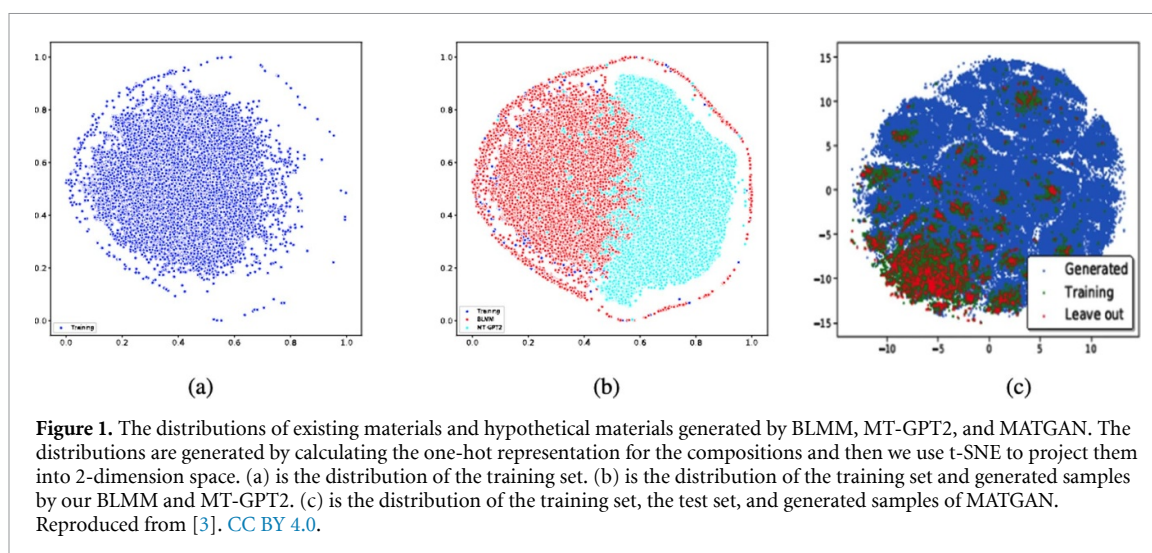 1.0
0.8
0.6
0.4
0.2
0.0
Training
0.0 0.2 0.4 0.6 0.8 1.0
(a)
1.0
0.8
0.6
0.4
0.2
0.0
Training
BLMM
MT-GPT2
0.0 0.2 0.4 0.6 0.8 1.0
(b)
15
10
5
0
−5
−10
−15
Generated
Training
Leave out
−10 −5 0 5 10
(c)
Figure 1. The distributions of existing materials and hypothetical materials generated by BLMM, MT-GPT2, and MATGAN. The
distributions are generated by calculating the one-hot representation for the compositions and then we use t-SNE to project them
into 2-dimension space. (a) is the distribution of the training set. (b) is the distribution of the training set and generated samples
by our BLMM and MT-GPT2. (c) is the distribution of the training set, the test set, and generated samples of MATGAN.
Reproduced from [3]. CC BY 4.0.